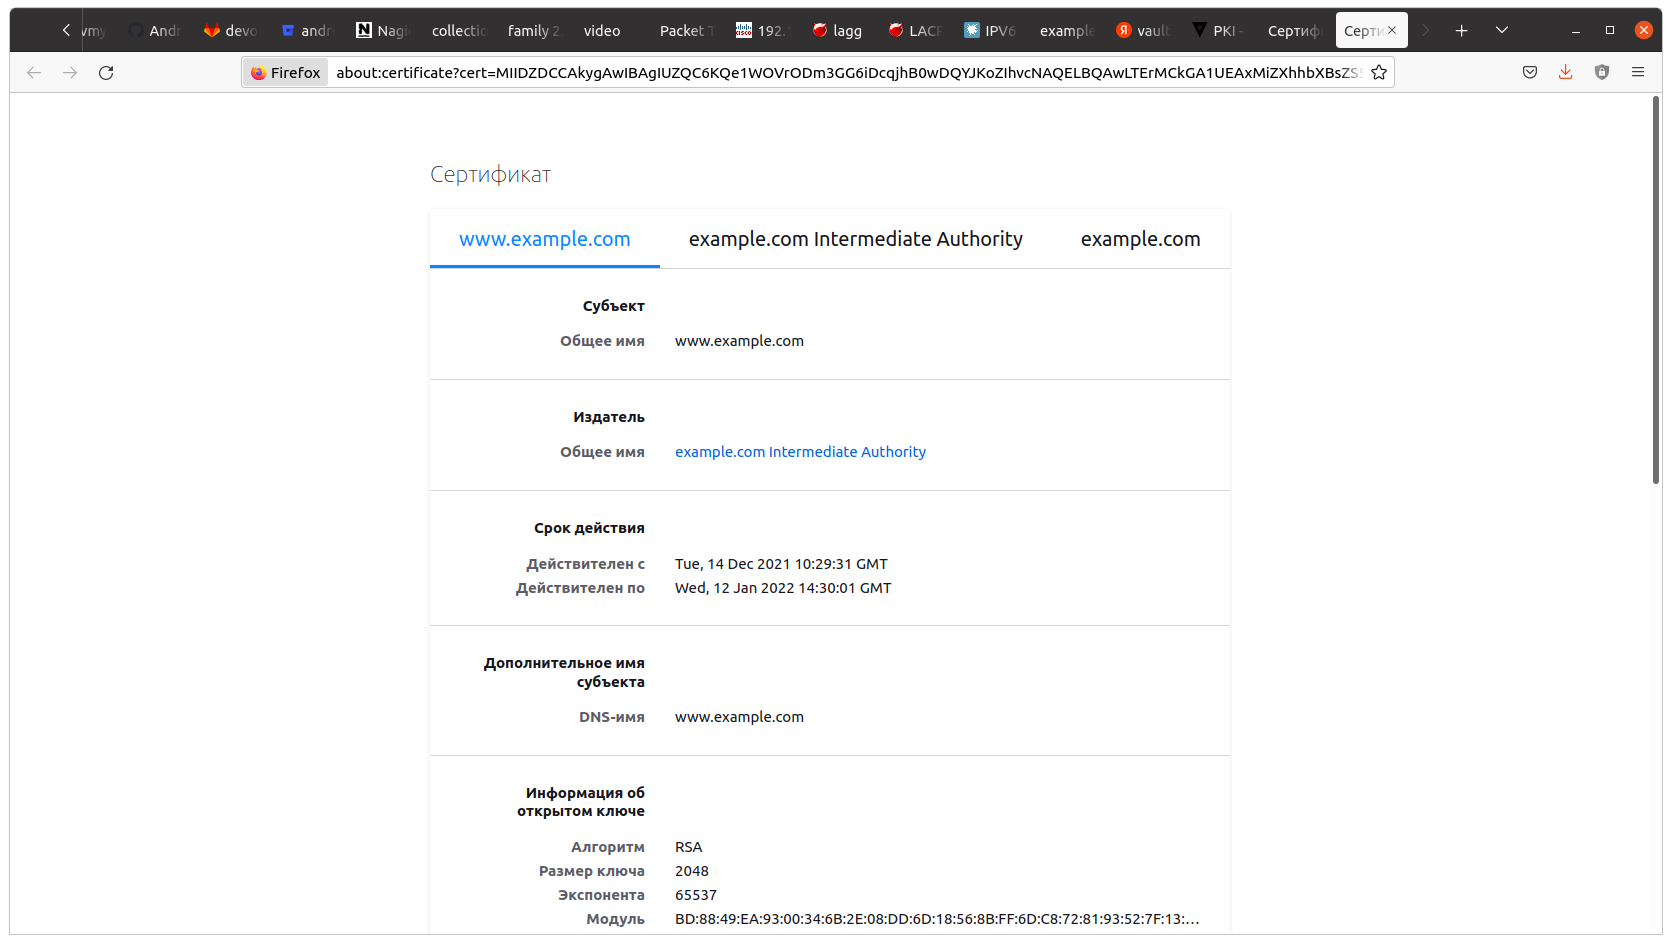 vmy Andr devo andr Nagi collectio family 2 video Packet T 192. lagg LACP IPV6 example vault PKI - Сертиф Серти
Firefox about:certificate?cert=MIIDZDCCAkygAwIBAgIUZQC6KQe1WOVrODm3GG6iDcqjhB0wDQYJKoZIhvcNAQELBQAwLTErMCkGA1UEAxMiZXhhbXBsZS5
Сертификат
www.example.com example.com Intermediate Authority example.com
Субъект
Общее имя www.example.com
Издатель
Общее имя example.com Intermediate Authority
Срок действия
Действителен с Tue, 14 Dec 2021 10:29:31 GMT
Действителен по Wed, 12 Jan 2022 14:30:01 GMT
Дополнительное имя
субъекта
DNS-имя www.example.com
Информация об
открытом ключе
Алгоритм RSA
Размер ключа 2048
Экспонента 65537
Модуль BD:88:49:EA:93:00:34:6B:2E:08:DD:6D:18:56:8B:FF:6D:C8:72:81:93:52:7F:13:…